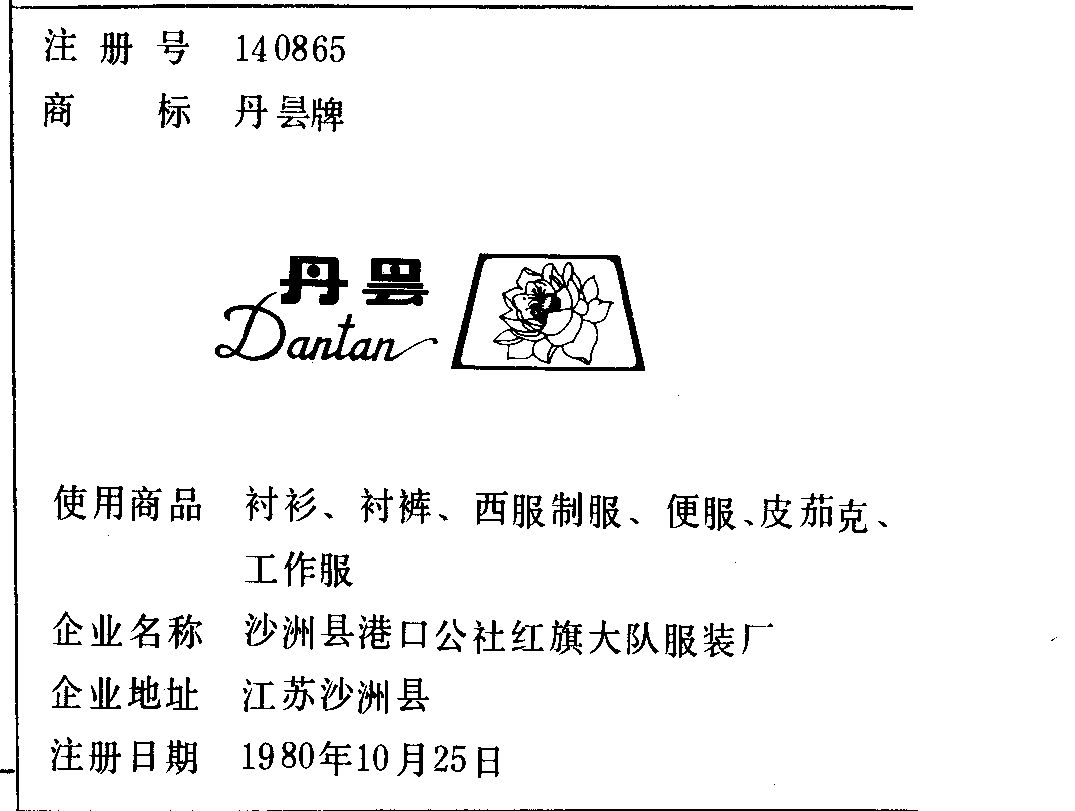 注册号 140865
商标 丹昙牌
丹昙
Dantan
使用商品 衬衫、衬裤、西服制服、便服、皮茄克、
工作服
企业名称 沙洲县港口公社红旗大队服装厂
企业地址 江苏沙洲县
注册日期 1980年10月25日